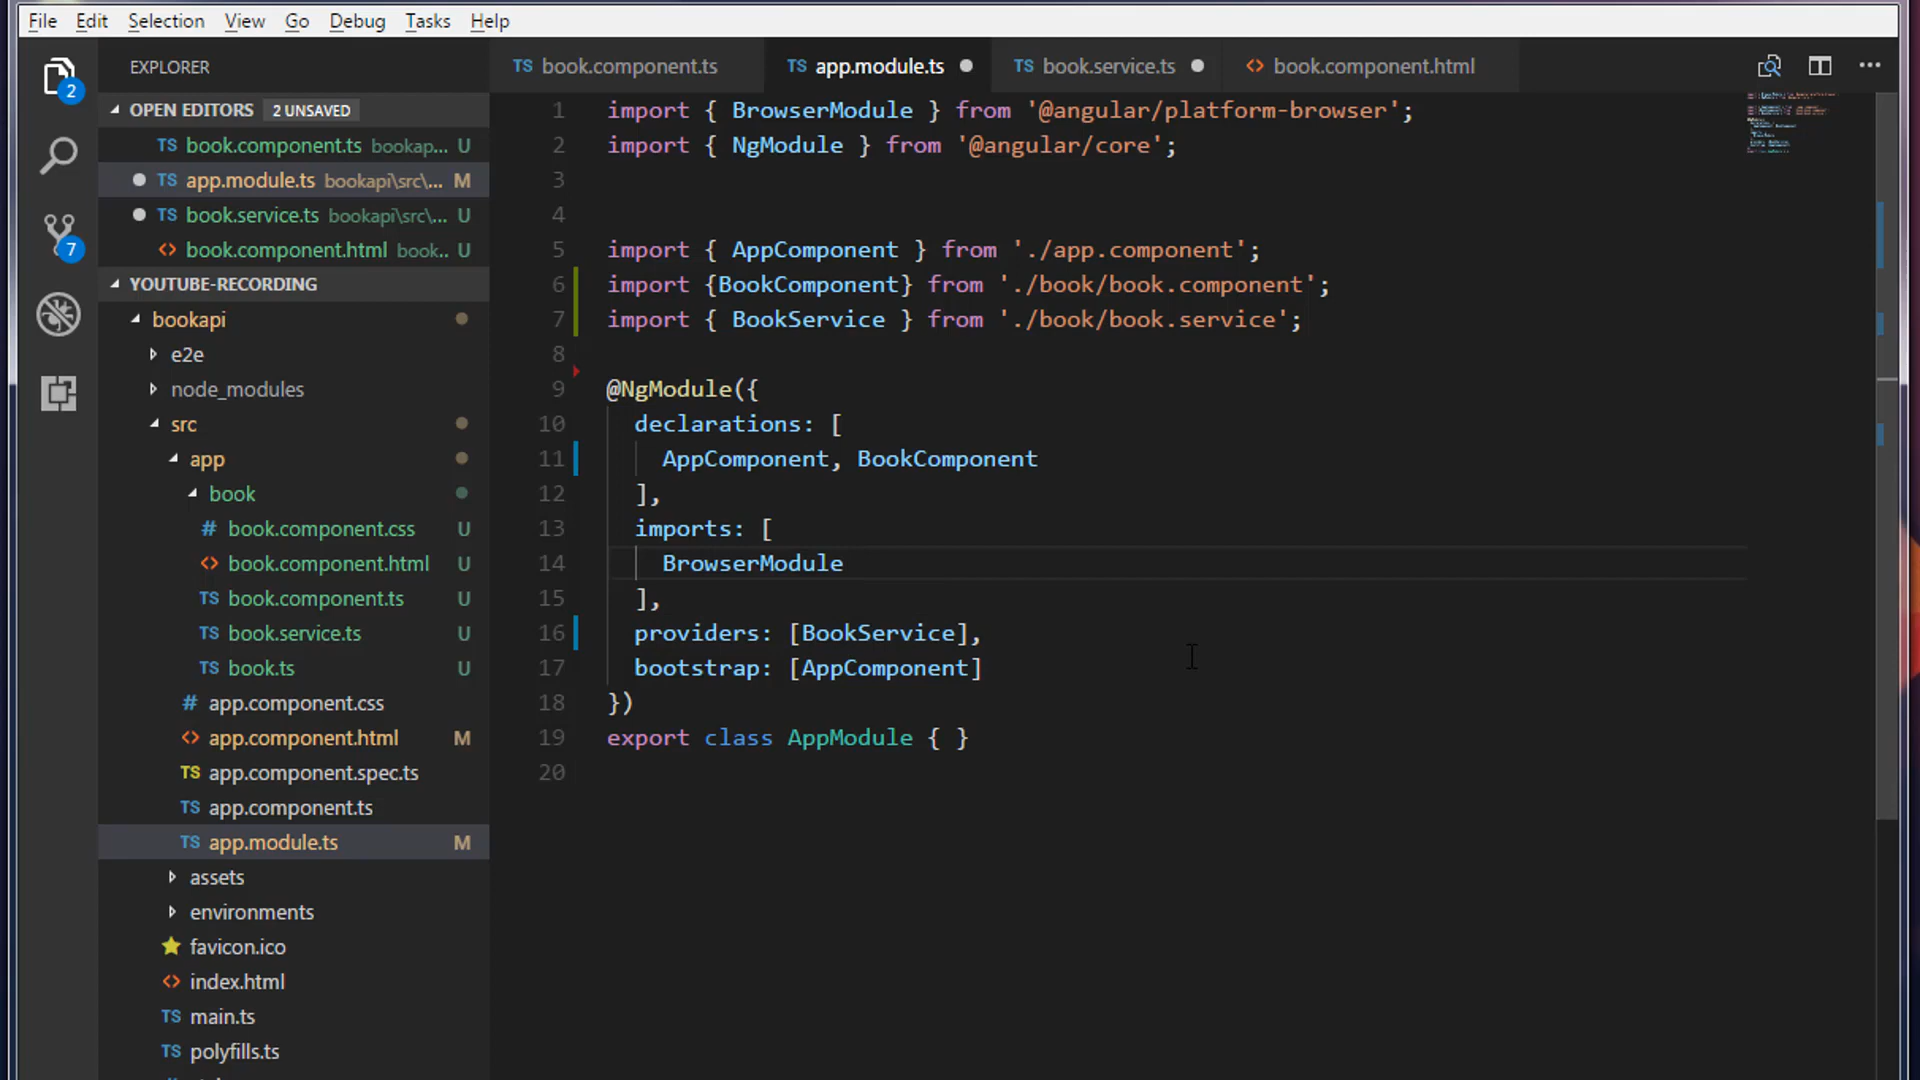 File Edit Selection View Go Debug Tasks Help
EXPLORER
OPEN EDITORS 2 UNSAVED
TS book.component.ts bookap... U
TS app.module.ts bookapi\src\... M
TS book.service.ts bookapi\src\... U
<> book.component.html book... U
YOUTUBE-RECORDING
bookapi
e2e
node_modules
src
app
book
# book.component.css U
<> book.component.html U
TS book.component.ts U
TS book.service.ts U
TS book.ts U
# app.component.css
<> app.component.html M
TS app.component.spec.ts
TS app.component.ts
TS app.module.ts M
assets
environments
favicon.ico
<> index.html
TS main.ts
TS polyfills.ts
2
7
TS book.component.ts TS app.module.ts TS book.service.ts <> book.component.html
1 import { BrowserModule } from '@angular/platform-browser';
2 import { NgModule } from '@angular/core';
3
4
5 import { AppComponent } from './app.component';
6 import {BookComponent} from './book/book.component';
7 import { BookService } from './book/book.service';
8
9 @NgModule({
10 declarations: [
11 AppComponent, BookComponent
12 ],
13 imports: [
14 BrowserModule
15 ],
16 providers: [BookService],
17 bootstrap: [AppComponent]
18 })
19 export class AppModule { }
20